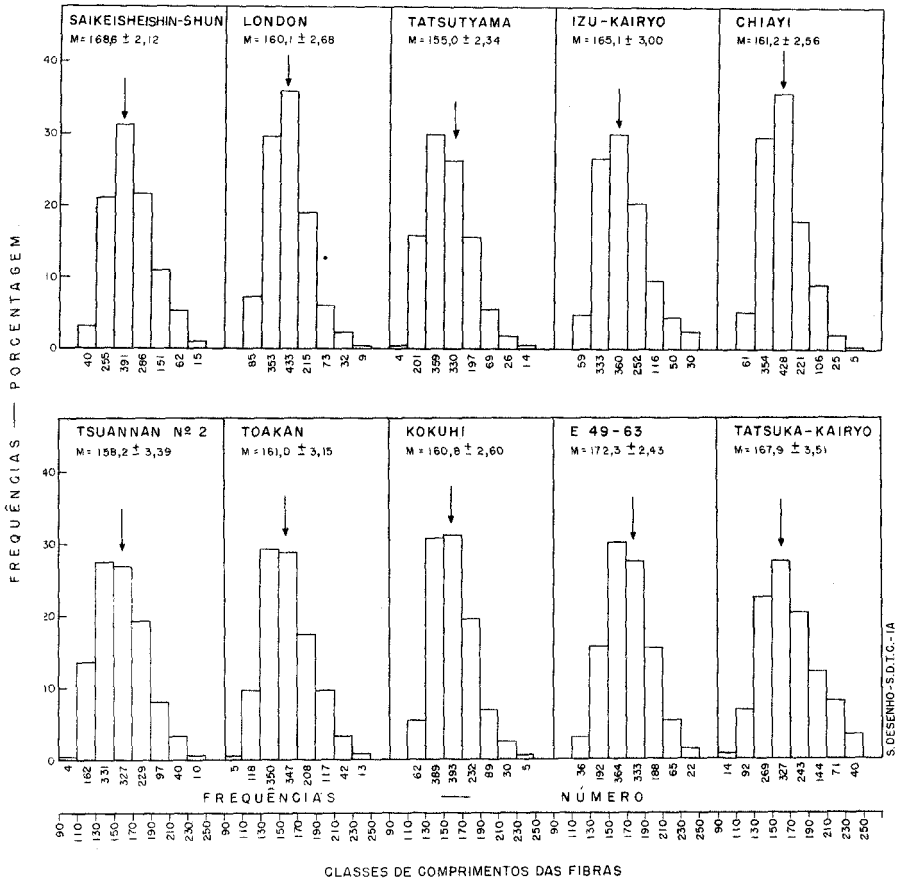 SAIKEISHEISHIN-SHUN
M=168,6 ± 2,12
LONDON
M=160,1 ± 2,68
TATSUTYAMA
M=155,0 ± 2,34
IZU-KAIRYO
M=165,1 ± 3,00
CHIAYI
M=161,2 ± 2,56
40
30
20
10
0
40 255 391 286 151 62 15
85 353 433 215 73 32 9
4 201 359 330 197 69 26 14
59 333 360 252 116 50 30
61 354 428 221 106 25 5
FREQUÊNCIAS — PORCENTAGEM
TSUANNAN Nº 2
M=158,2 ± 3,39
TOAKAN
M=161,0 ± 3,15
KOKUHI
M=160,8 ± 2,60
E 49-63
M=172,3 ± 2,43
TATSUKA-KAIRYO
M=167,9 ± 3,51
40
30
20
10
0
4 162 331 327 229 97 40 10
5 118 350 347 208 117 42 13
62 389 393 232 89 30 5
36 192 364 333 188 65 22
14 92 269 327 243 144 71 40
FREQUÊNCIAS — NÚMERO
90 110 130 150 170 190 210 230 250 90 110 130 150 170 190 210 230 250 90 110 130 150 170 190 210 230 250 90 110 130 150 170 190 210 230 250 90 110 130 150 170 190 210 230 250
CLASSES DE COMPRIMENTOS DAS FIBRAS
S. DESENHO-S.D.T.C.-IA